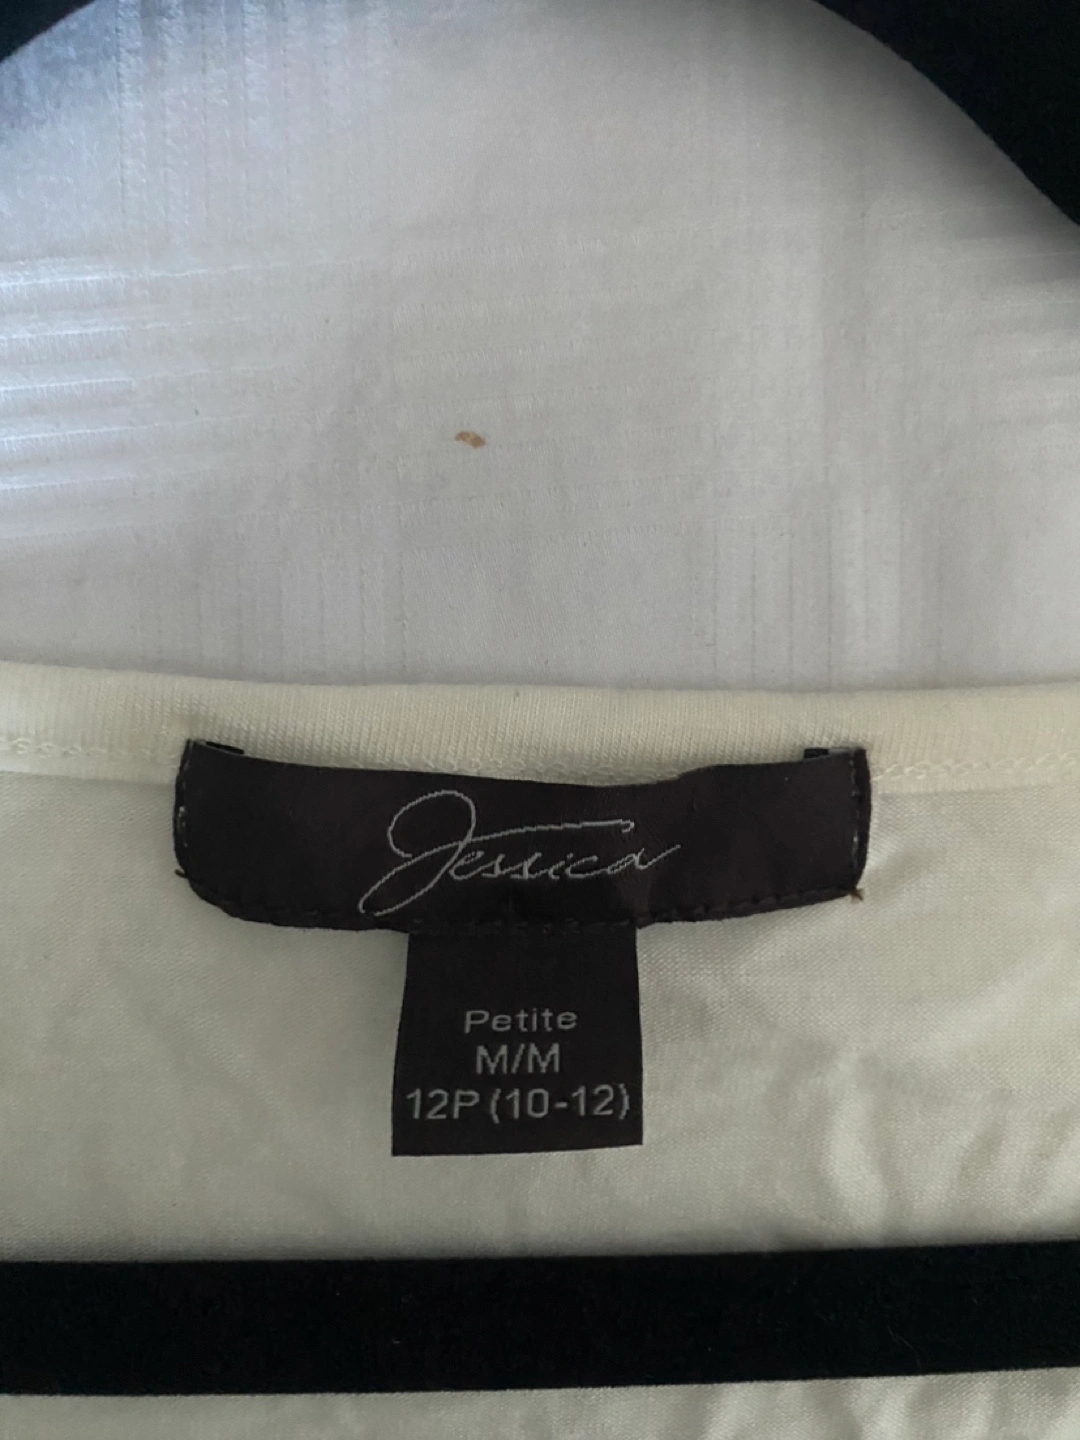 Jessica
Petite
M/M
12P (10-12)